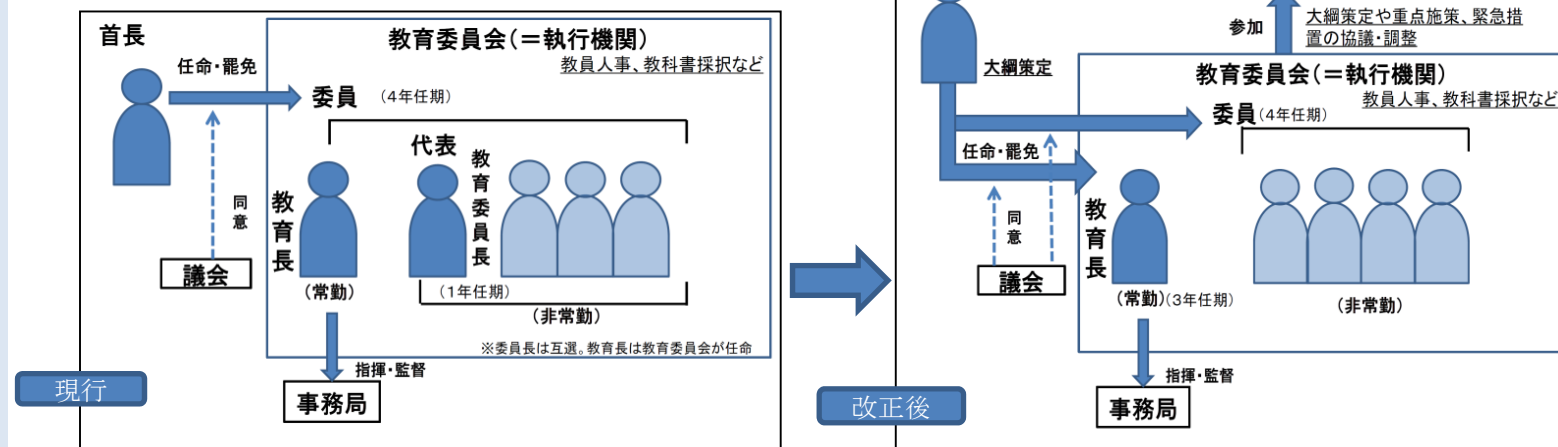 首長
教育委員会(=執行機関)
教員人事、教科書採択など
任命・罷免
委員 (4年任期)
代表
教育委員長
教育長
同意
議会
(常勤)
(1年任期)
(非常勤)
※委員長は互選。教育長は教育委員会が任命
指揮・監督
事務局
現行
参加
大綱策定や重点施策、緊急措
置の協議・調整
大綱策定
教育委員会(=執行機関)
教員人事、教科書採択など
委員(4年任期)
任命・罷免
同意
議会
教育長
(常勤)(3年任期)
(非常勤)
指揮・監督
事務局
改正後